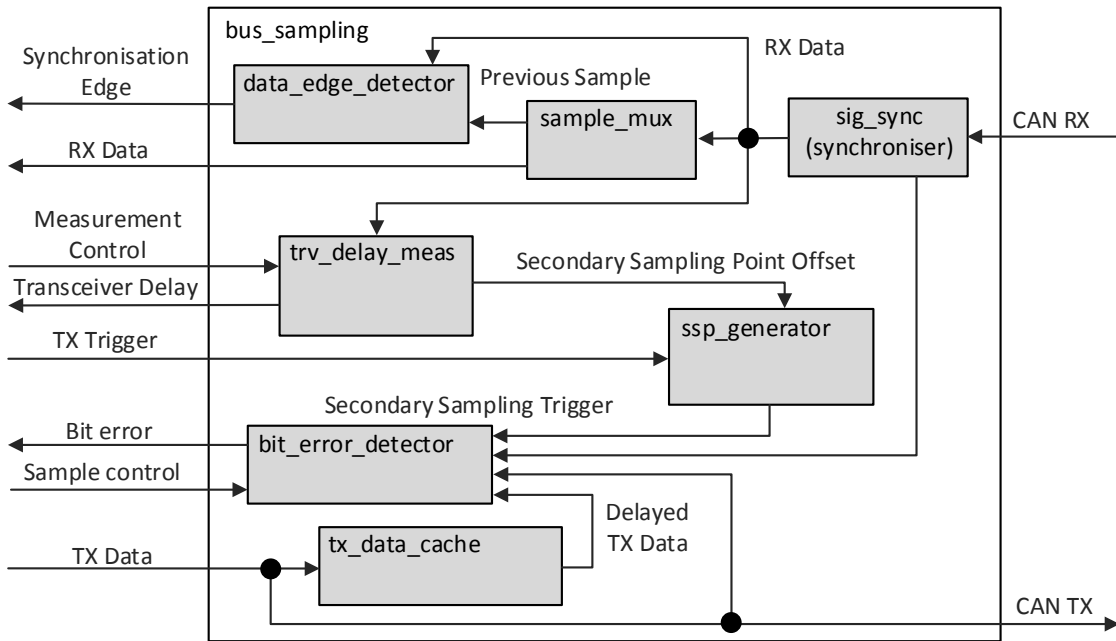 bus_sampling
Synchronisation
Edge
data_edge_detector
Previous Sample
RX Data
sample_mux
sig_sync
(synchroniser)
CAN RX
RX Data
Measurement
Control
trv_delay_meas
Secondary Sampling Point Offset
Transceiver Delay
ssp_generator
TX Trigger
Secondary Sampling Trigger
Bit error
bit_error_detector
Sample control
Delayed
TX Data
tx_data_cache
TX Data
CAN TX